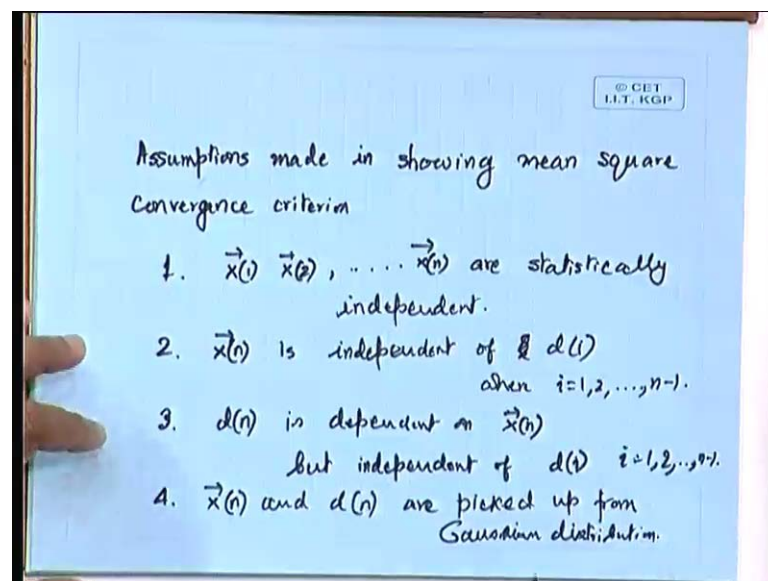 © CET
I.I.T. KGP
Assumptions made in showing mean square
Convergence criterion
1. x⃗(1) x⃗(2), ..... x⃗(n) are statistically
independent.
2. x⃗(n) is independent of d(i)
when i=1,2,...,n-1.
3. d(n) is dependent on x⃗(n)
but independent of d(i) i=1,2,..,n-1.
4. x⃗(n) and d(n) are picked up from
Gaussian distribution.